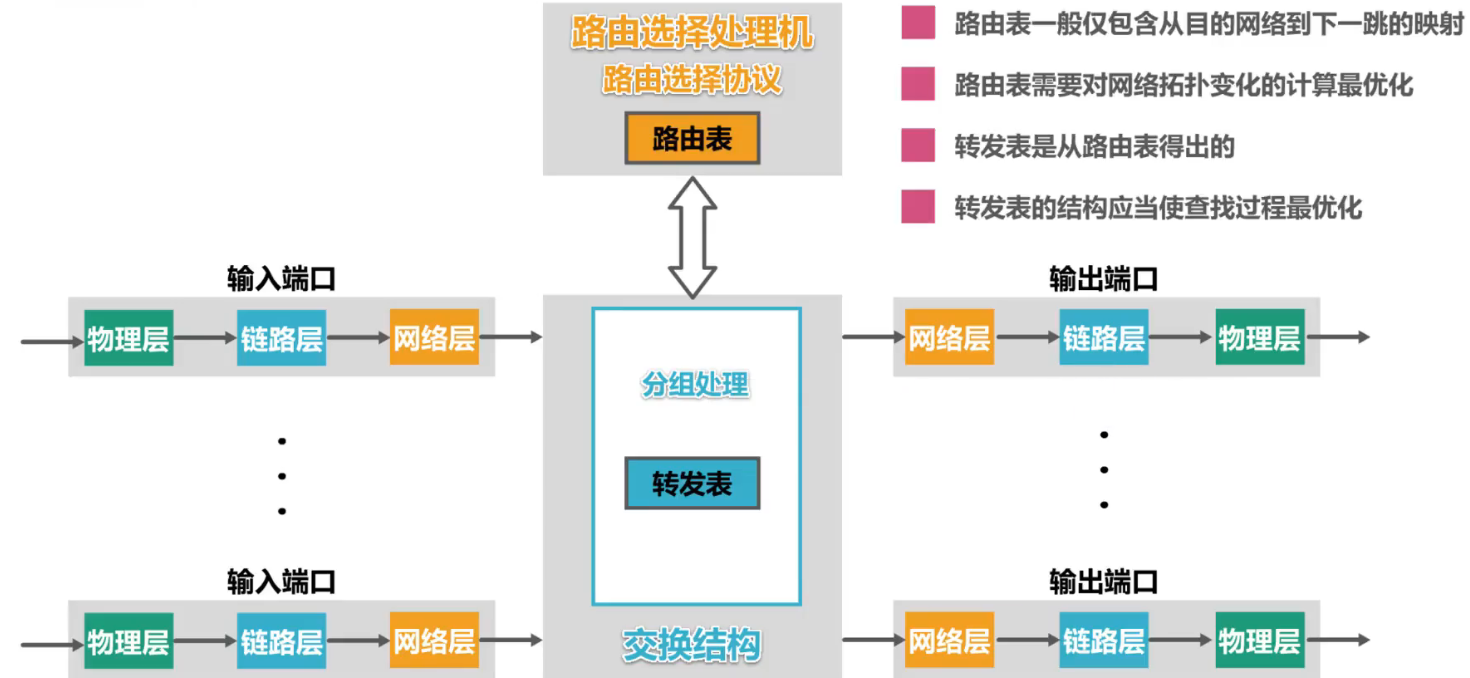 路由选择处理机
路由选择协议
路由表
路由表一般仅包含从目的网络到下一跳的映射
路由表需要对网络拓扑变化的计算最优化
转发表是从路由表得出的
转发表的结构应当使查找过程最优化
输入端口
物理层
链路层
网络层
分组处理
转发表
交换结构
输出端口
网络层
链路层
物理层
输入端口
物理层
链路层
网络层
输出端口
网络层
链路层
物理层